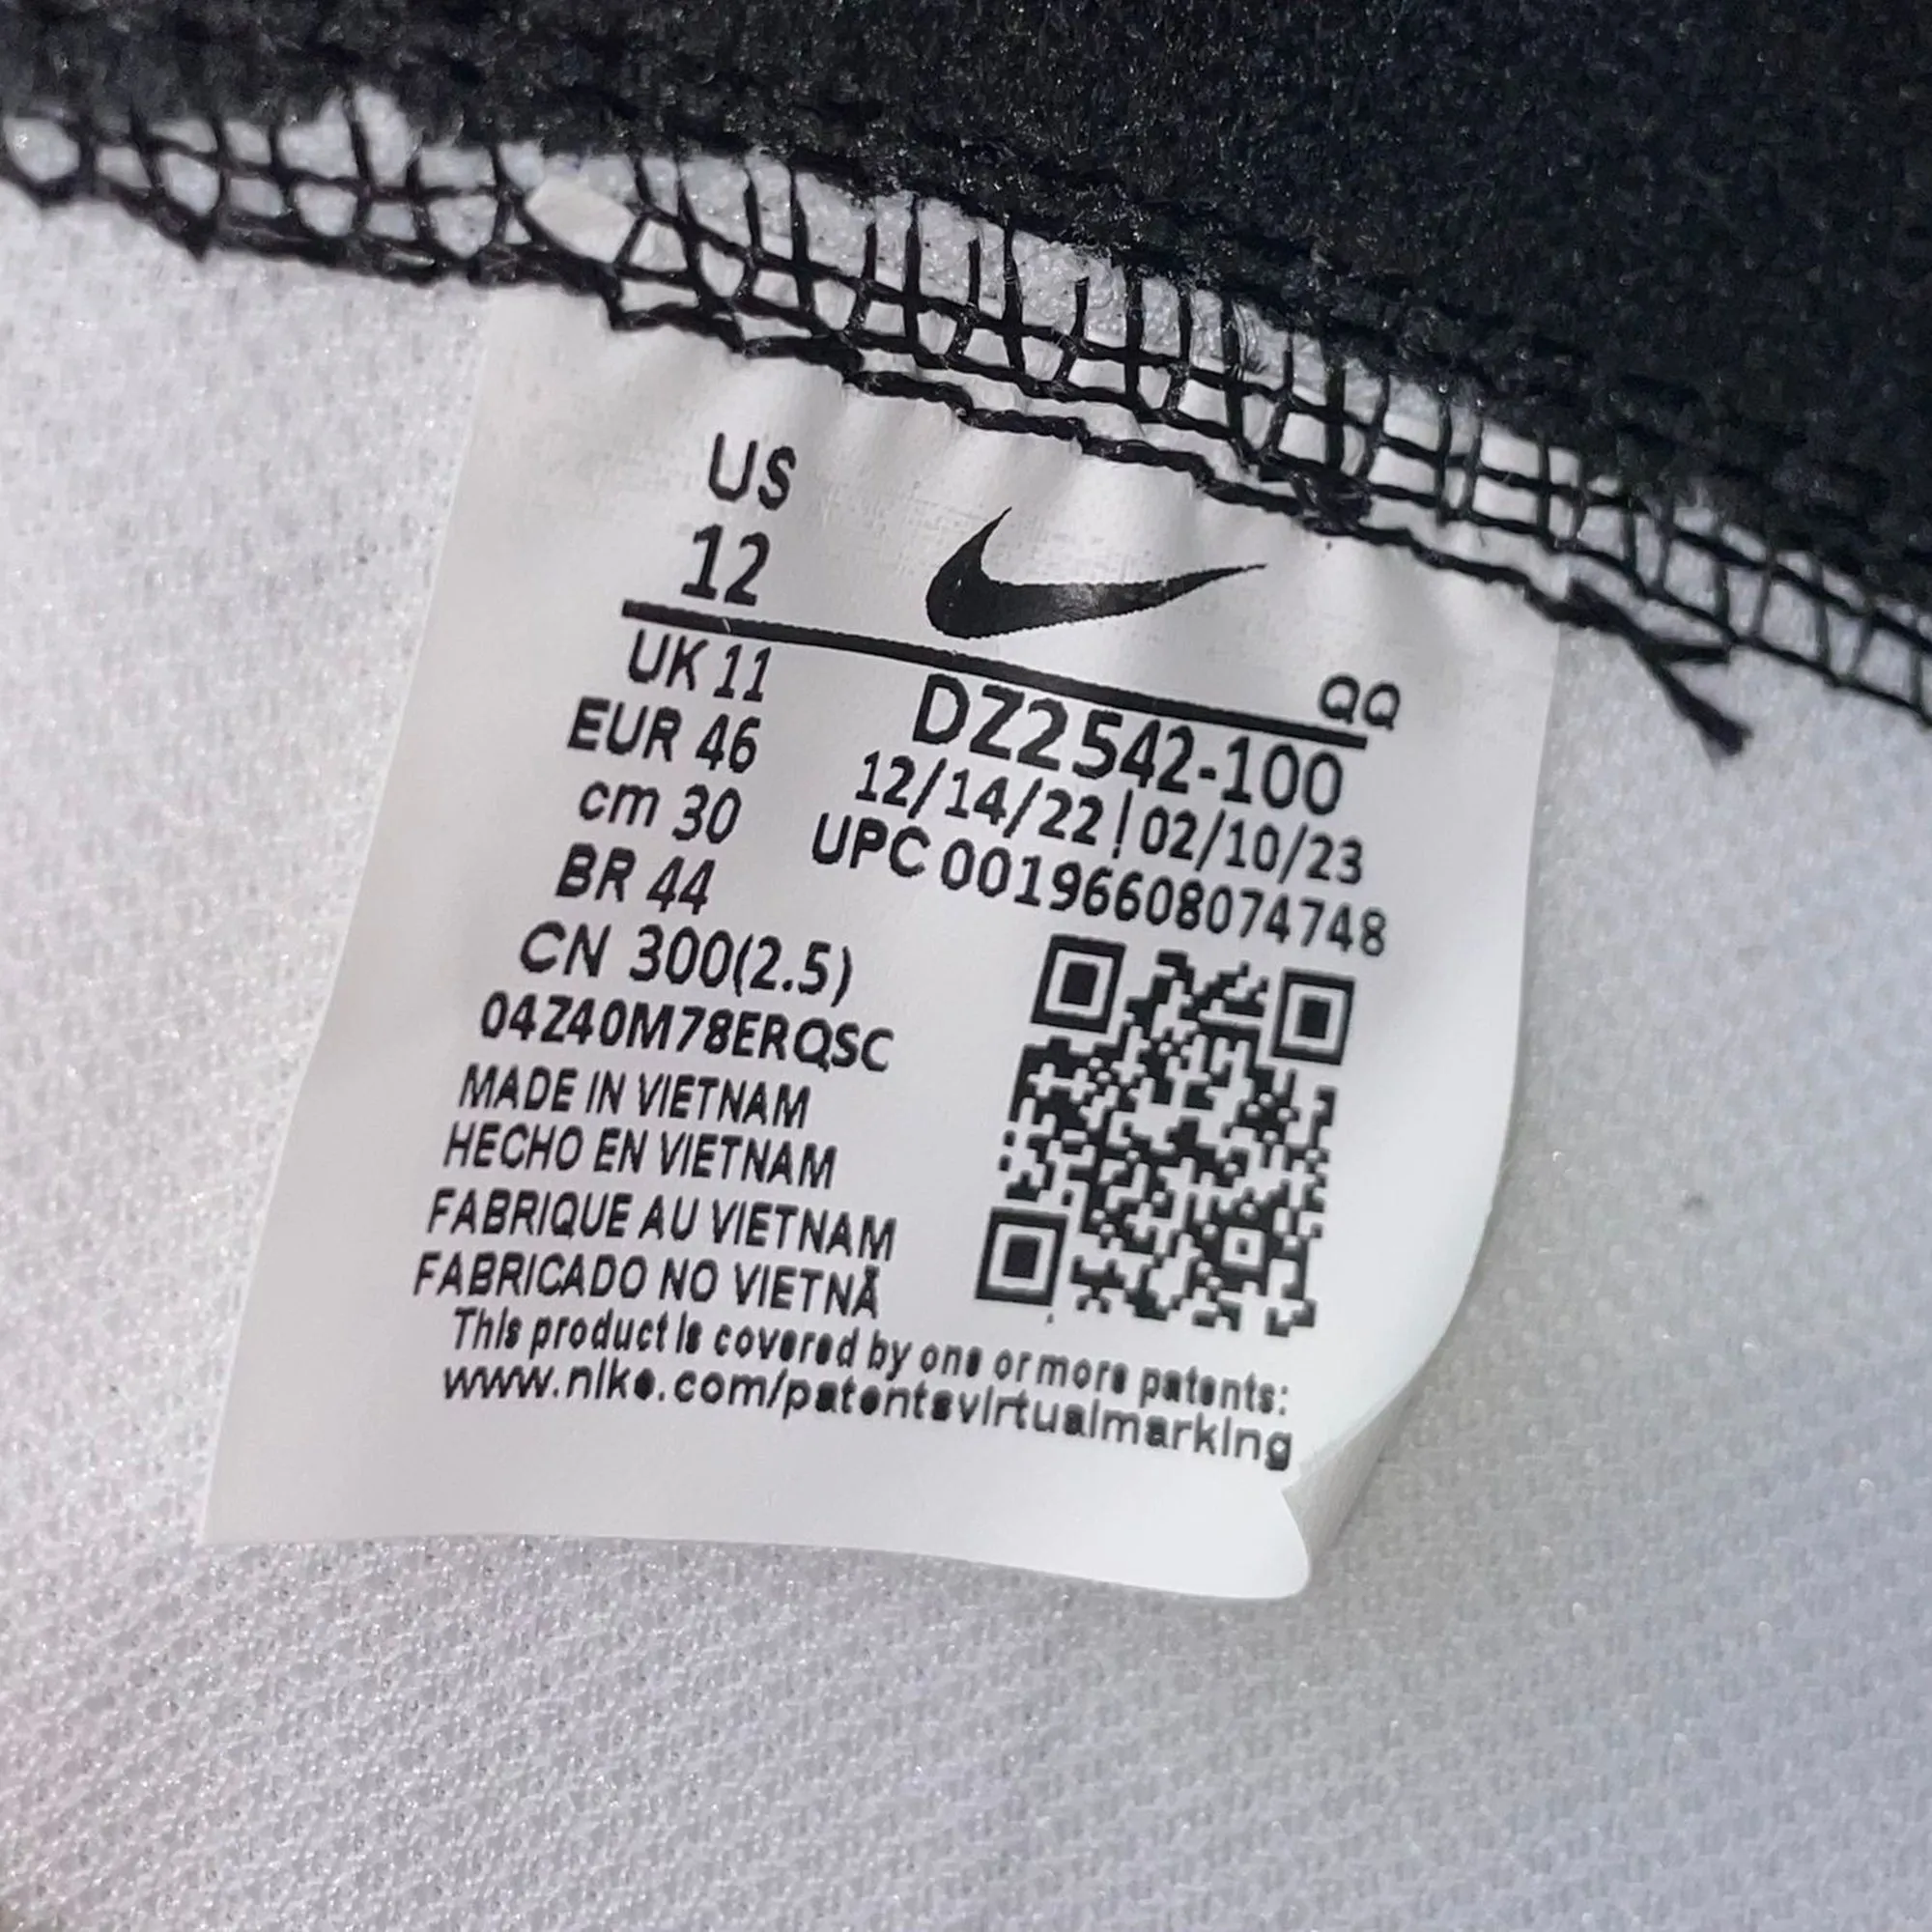 US
12
UK 11
EUR 46
cm 30
BR 44
CN 300(2.5)
04Z40M78ERQSC
MADE IN VIETNAM
HECHO EN VIETNAM
FABRIQUE AU VIETNAM
FABRICADO NO VIETNÃ
QQ
DZ2542-100
12/14/22|02/10/23
UPC 00196608074748
This product is covered by one or more patents:
www.nike.com/patentsvirtualmarking